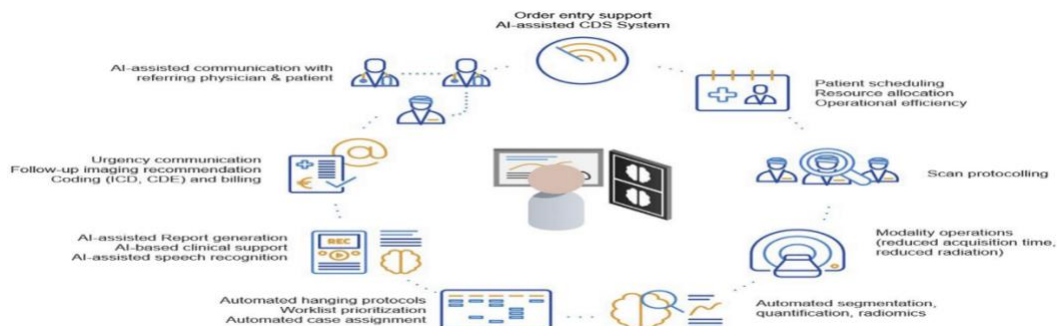 Order entry support
AI-assisted CDS System
AI-assisted communication with
referring physician & patient
Patient scheduling
Resource allocation
Operational efficiency
Urgency communication
Follow-up imaging recommendation
Coding (ICD, CDE) and billing
Scan protocolling
AI-assisted Report generation
AI-based clinical support
AI-assisted speech recognition
REC
Modality operations
(reduced acquisition time,
reduced radiation)
Automated hanging protocols
Worklist prioritization
Automated case assignment
Automated segmentation,
quantification, radiomics